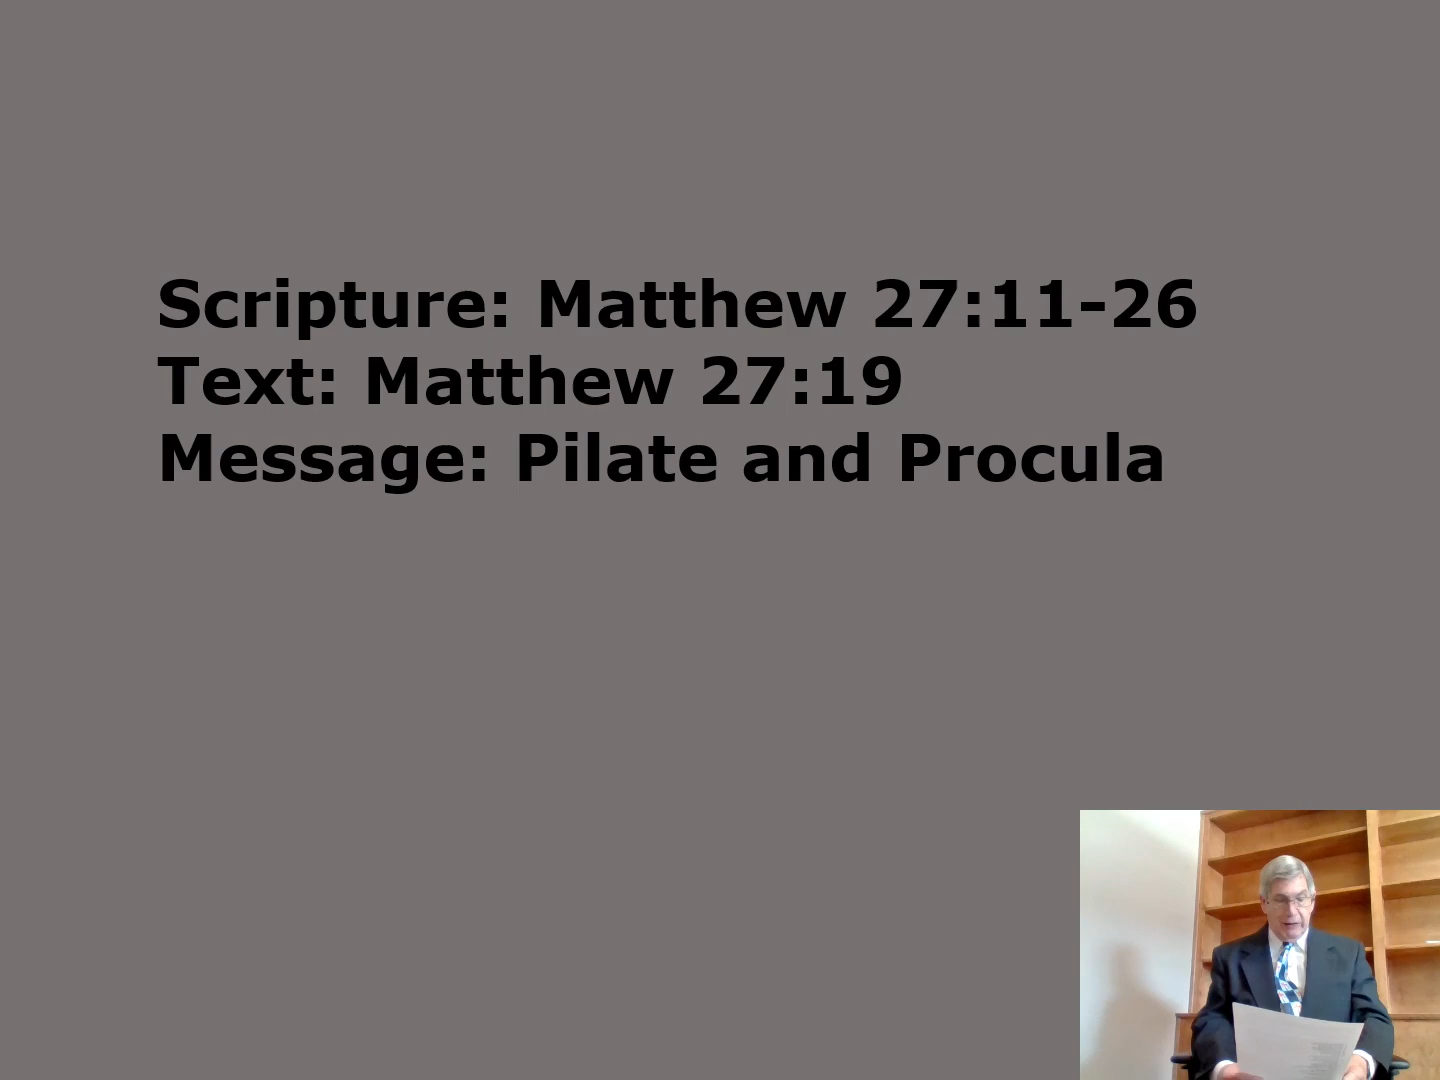 Scripture: Matthew 27:11-26
Text: Matthew 27:19
Message: Pilate and Procula